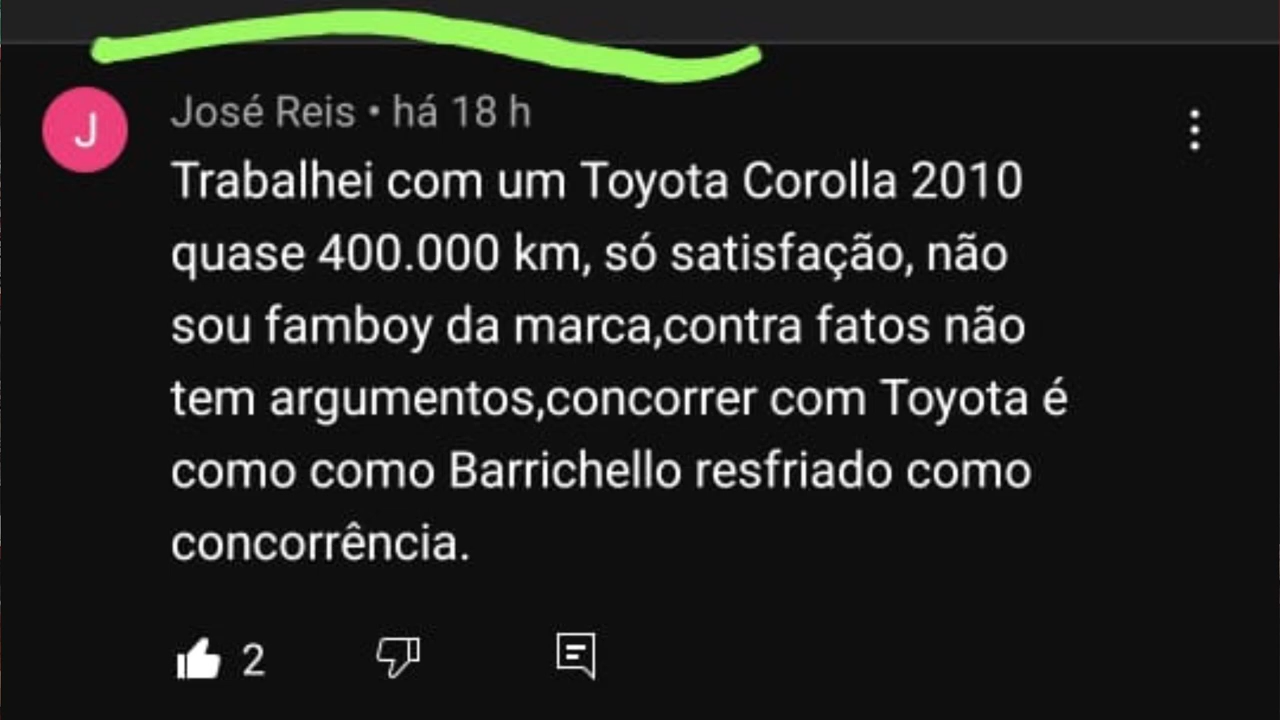 J
José Reis • há 18 h
Trabalhei com um Toyota Corolla 2010
quase 400.000 km, só satisfação, não
sou famboy da marca,contra fatos não
tem argumentos,concorrer com Toyota é
como como Barrichello resfriado como
concorrência.
2